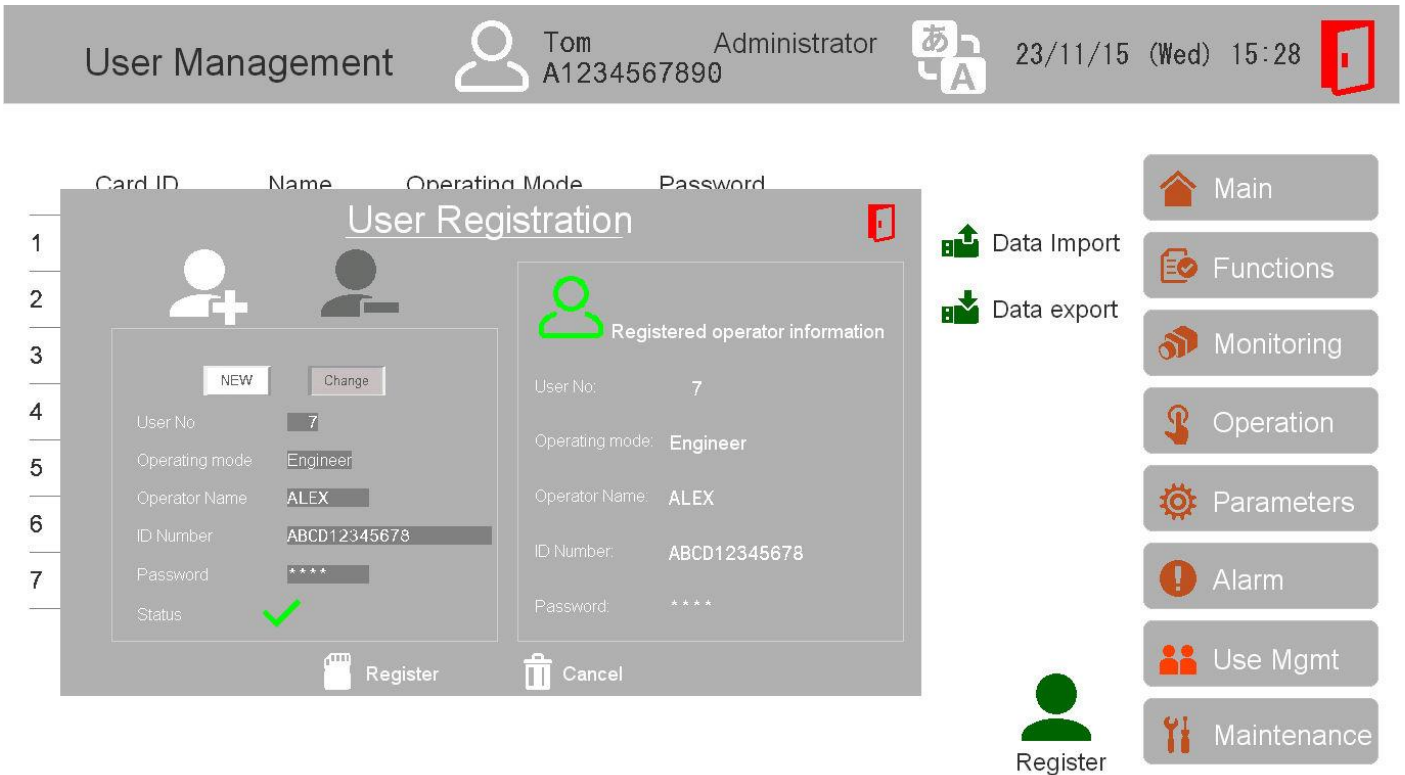 User Management
Tom Administrator
A1234567890
あ
A
23/11/15 (Wed) 15:28
Card ID Name Operating Mode Password
1
2
3
4
5
6
7
User Registration
NEW Change
User No 7
Operating mode Engineer
Operator Name ALEX
ID Number ABCD12345678
Password ****
Status
Registered operator information
User No: 7
Operating mode: Engineer
Operator Name: ALEX
ID Number: ABCD12345678
Password: ****
Register Cancel
Data Import
Data export
Register
Main
Functions
Monitoring
Operation
Parameters
Alarm
Use Mgmt
Maintenance